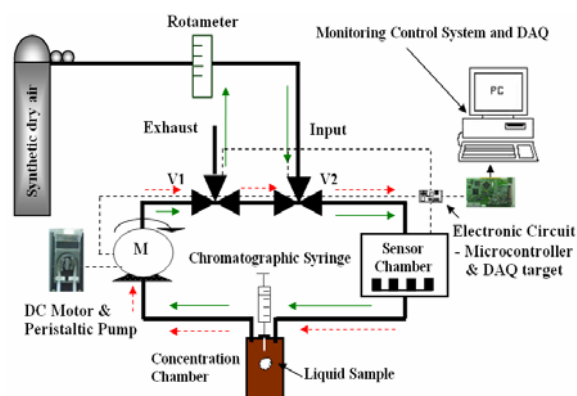 Rotameter
Monitoring Control System and DAQ
PC
Synthetic dry air
Exhaust
Input
V1
V2
M
Sensor
Chamber
Electronic Circuit
- Microcontroller
& DAQ target
Chromatographic Syringe
DC Motor &
Peristaltic Pump
Concentration
Chamber
Liquid Sample